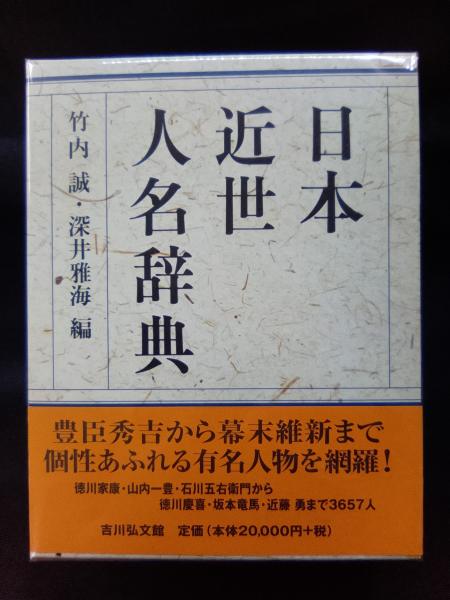 日本
近世
人名辞典
竹内 誠・深井雅海 編
豊臣秀吉から幕末維新まで
個性あふれる有名人物を網羅!
徳川家康・山内一豊・石川五右衛門から
徳川慶喜・坂本竜馬・近藤 勇まで3657人
吉川弘文館 定価(本体20,000円+税)